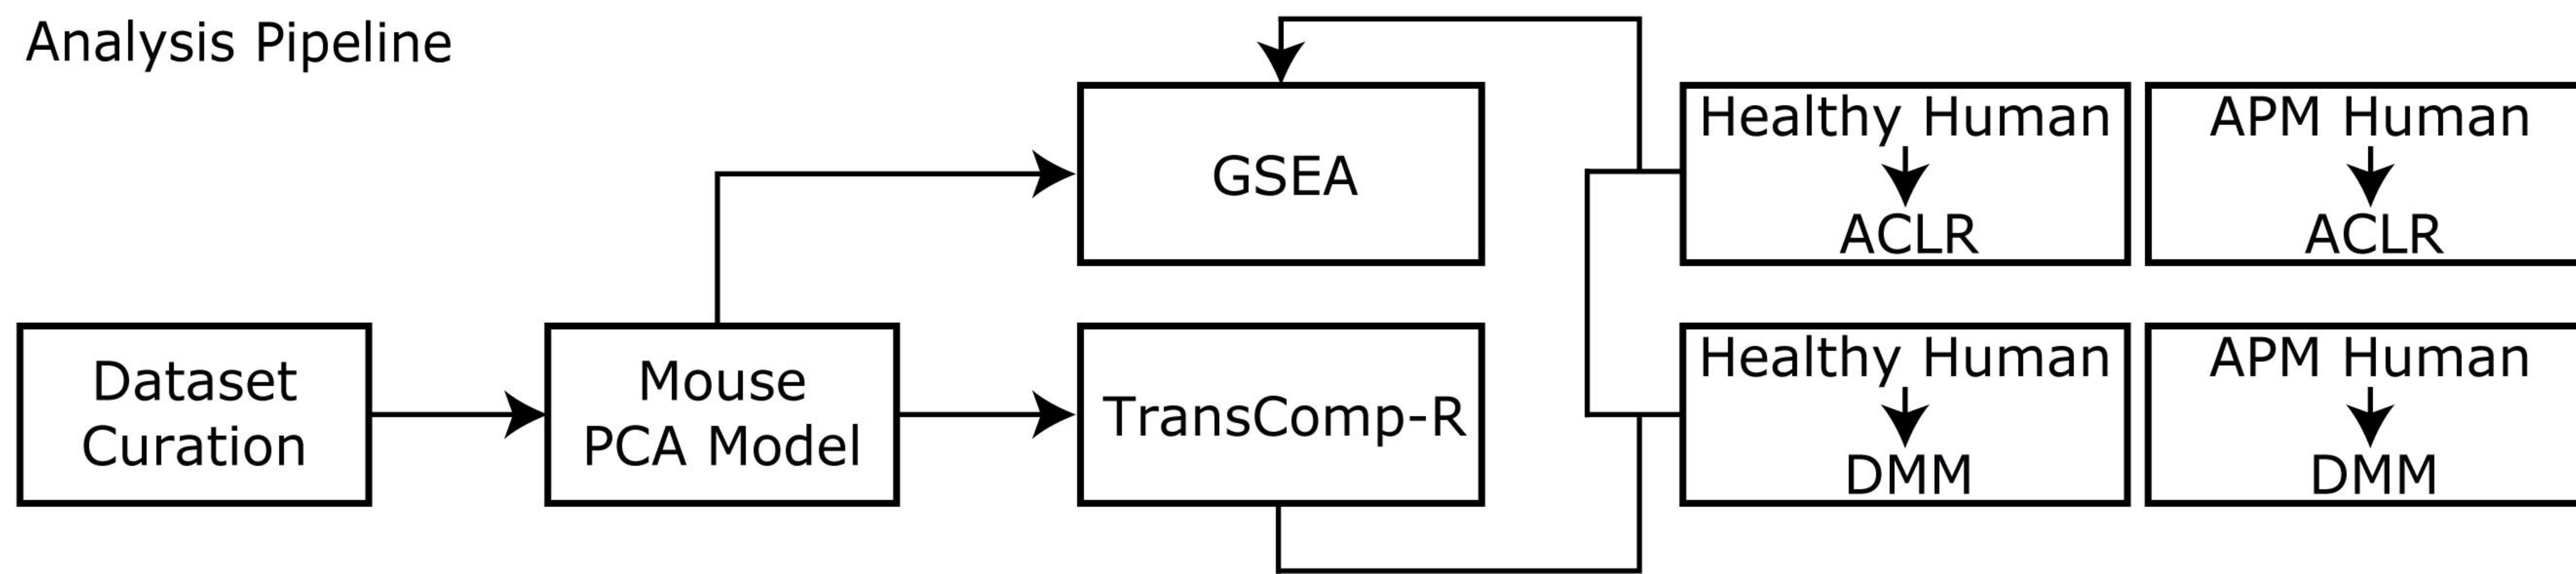 Analysis Pipeline
GSEA
Healthy Human
ACLR
APM Human
ACLR
Dataset
Curation
Mouse
PCA Model
TransComp-R
Healthy Human
DMM
APM Human
DMM